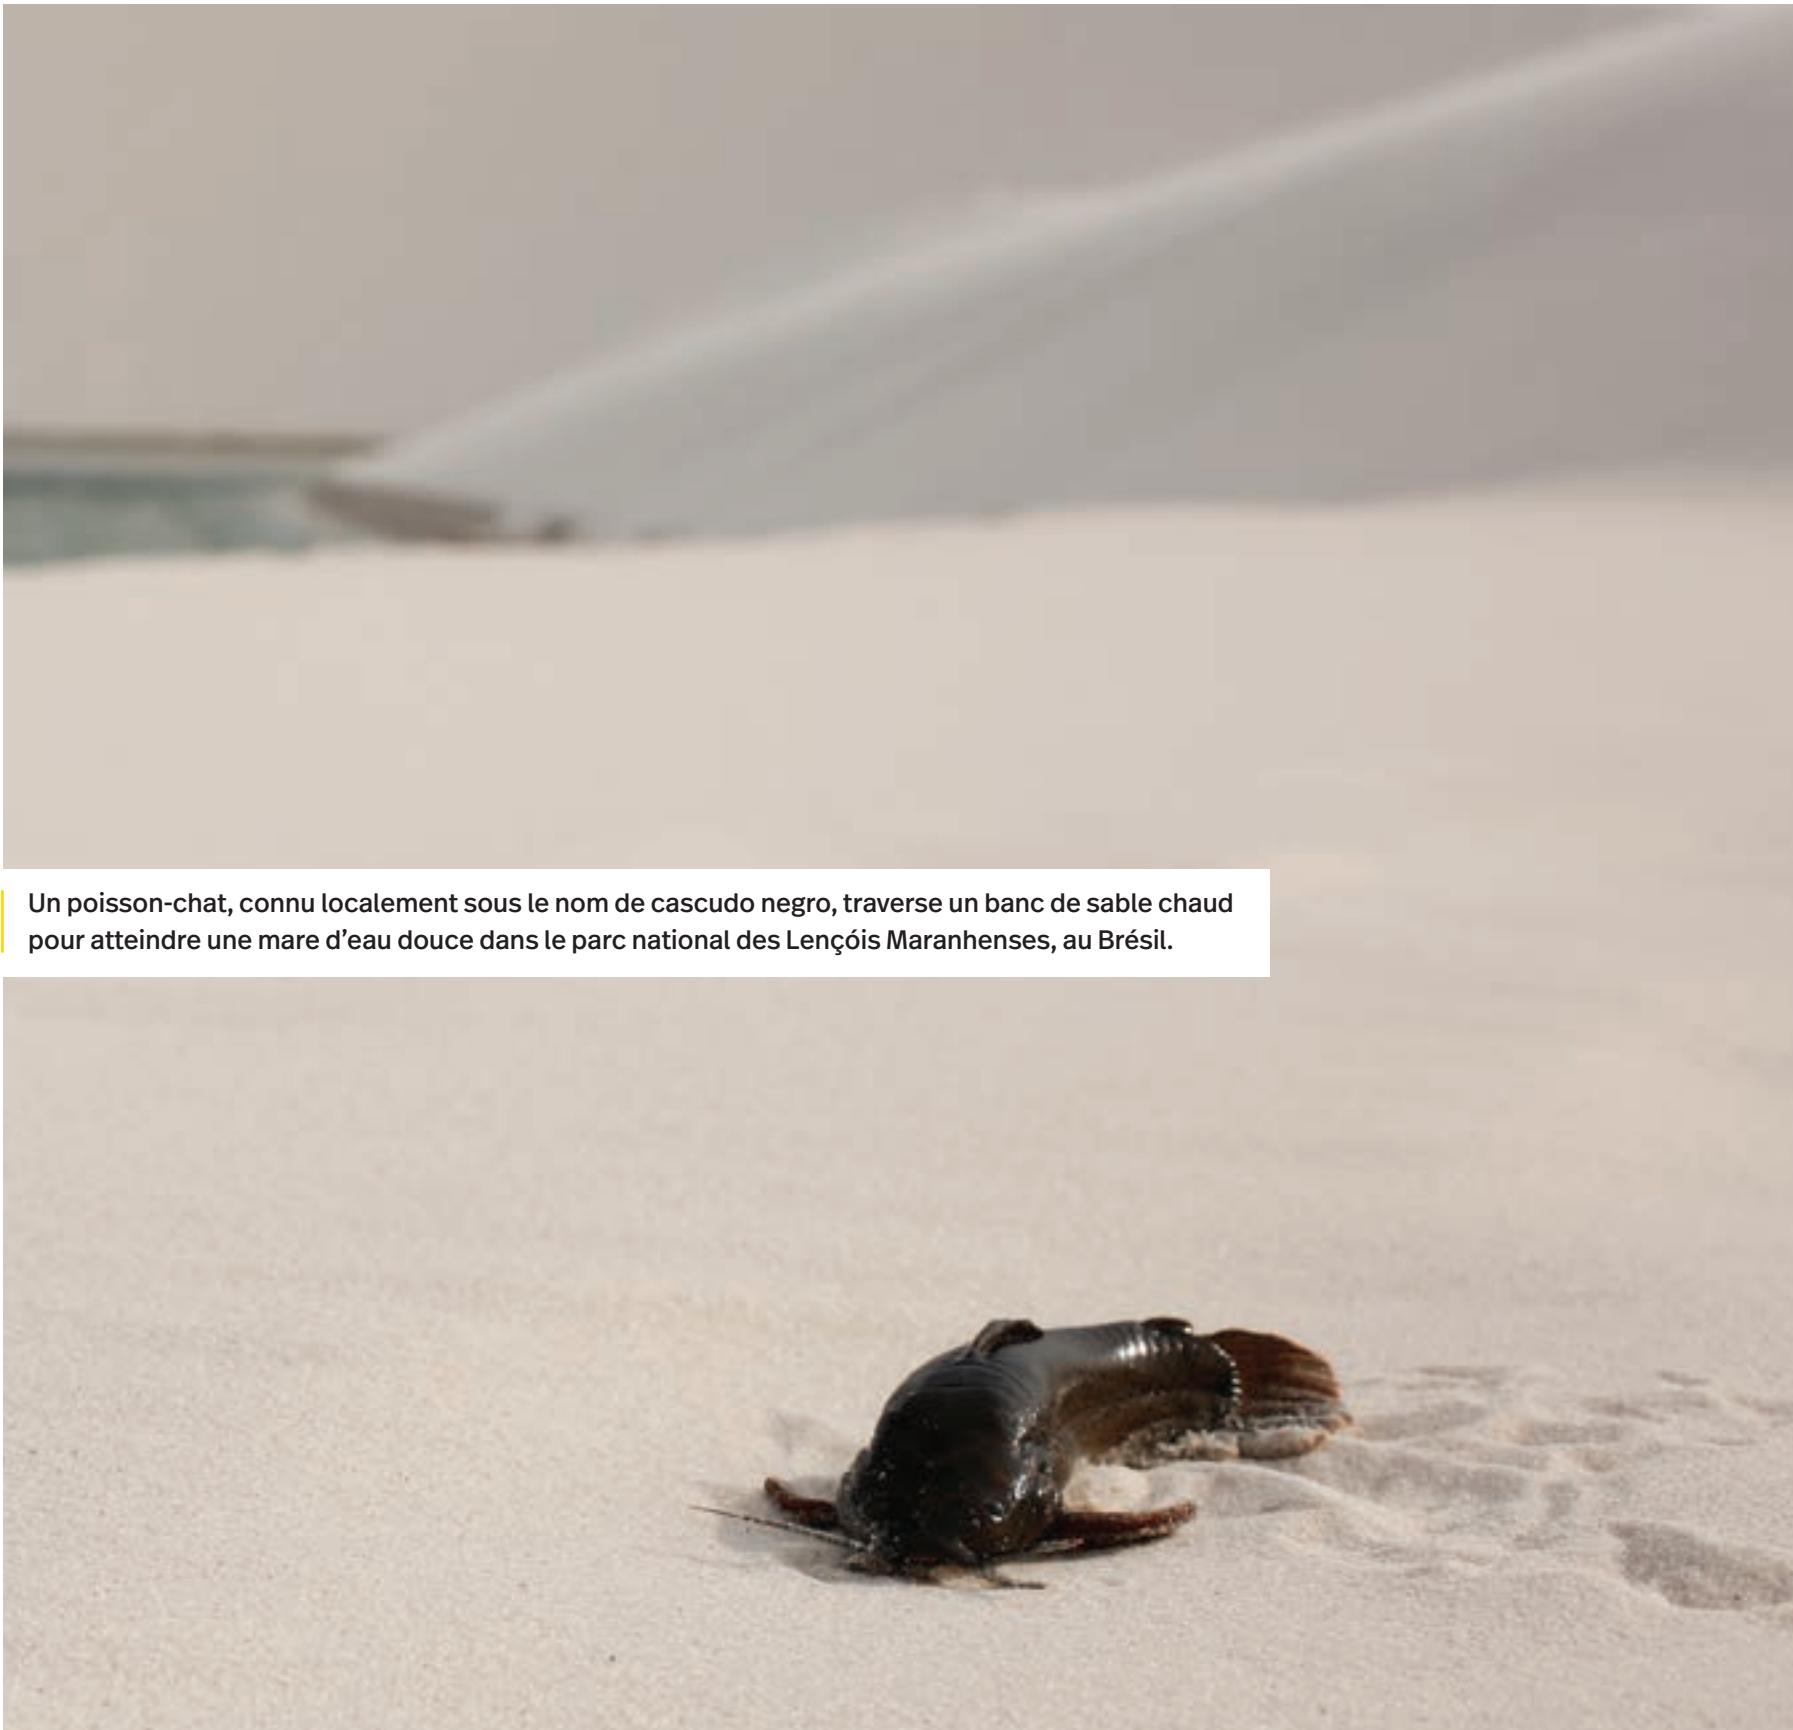 Un poisson-chat, connu localement sous le nom de cascudo negro, traverse un banc de sable chaud
pour atteindre une mare d’eau douce dans le parc national des Lençóis Maranhenses, au Brésil.